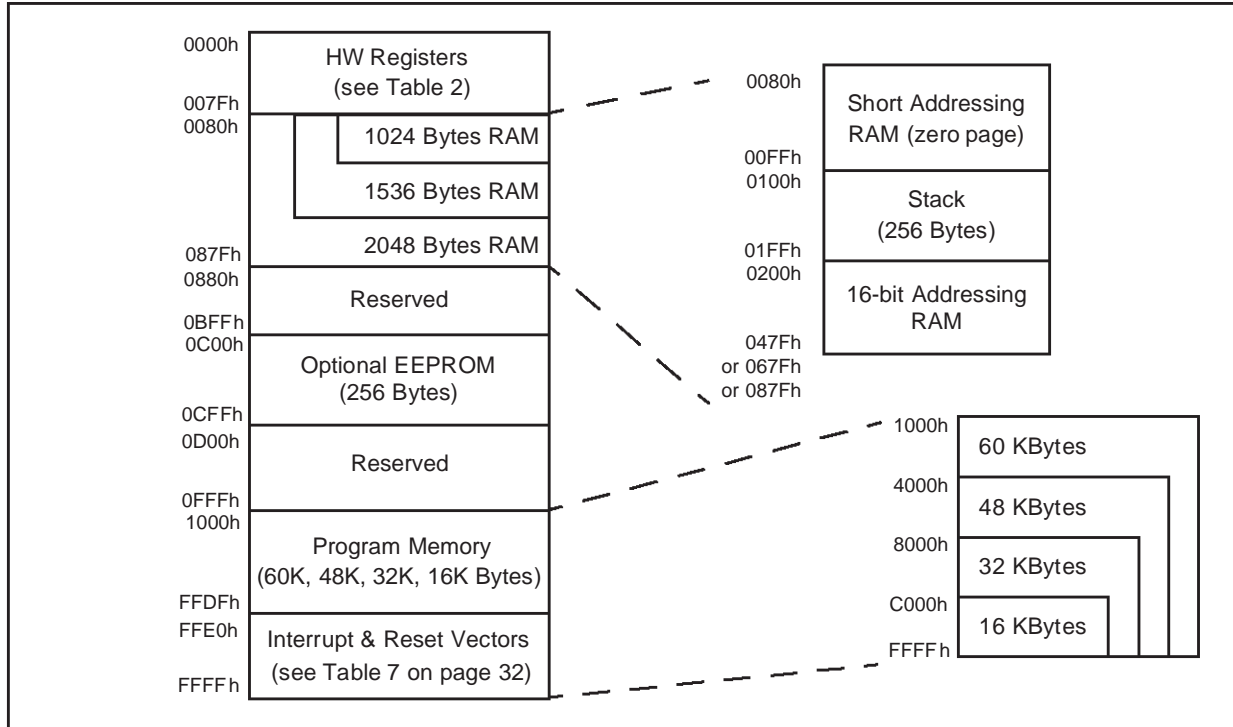 0000h
HW Registers
(see Table 2)
007Fh
0080h
1024 Bytes RAM
1536 Bytes RAM
2048 Bytes RAM
087Fh
0880h
Reserved
0BFFh
0C00h
Optional EEPROM
(256 Bytes)
0CFFh
0D00h
Reserved
0FFFh
1000h
Program Memory
(60K, 48K, 32K, 16K Bytes)
FFDFh
FFE0h
Interrupt & Reset Vectors
(see Table 7 on page 32)
FFFFh
0080h
Short Addressing
RAM (zero page)
00FFh
0100h
Stack
(256 Bytes)
01FFh
0200h
16-bit Addressing
RAM
047Fh
or 067Fh
or 087Fh
1000h
60 KBytes
4000h
48 KBytes
8000h
32 KBytes
C000h
16 KBytes
FFFFh